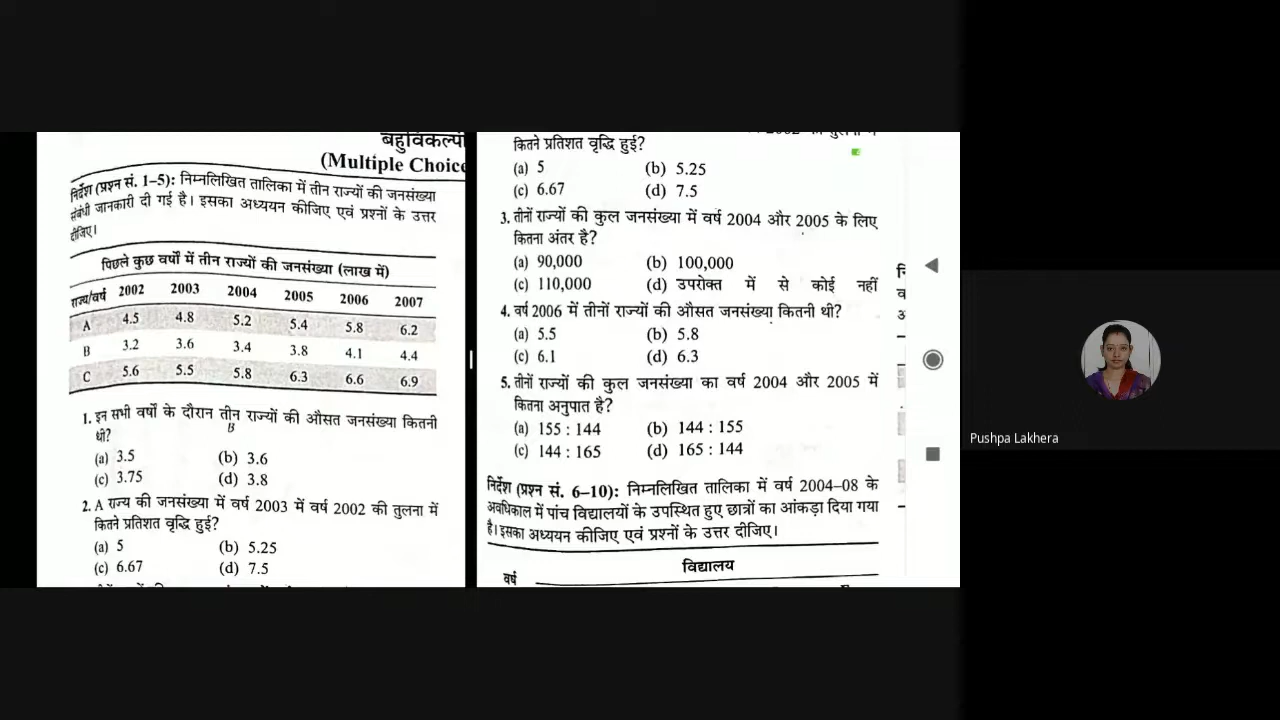 बहुविकल्पी
(Multiple Choice
निर्देश (प्रश्न सं. 1–5): निम्नलिखित तालिका में तीन राज्यों की जनसंख्या
संबंधी जानकारी दी गई है। इसका अध्ययन कीजिए एवं प्रश्नों के उत्तर
दीजिए।
पिछले कुछ वर्षों में तीन राज्यों की जनसंख्या (लाख में)
राज्य/वर्ष 2002 2003 2004 2005 2006 2007
A 4.5 4.8 5.2 5.4 5.8 6.2
B 3.2 3.6 3.4 3.8 4.1 4.4
C 5.6 5.5 5.8 6.3 6.6 6.9
1. इन सभी वर्षों के दौरान तीन राज्यों की औसत जनसंख्या कितनी
B
थी?
(a) 3.5 (b) 3.6
(c) 3.75 (d) 3.8
2. A राज्य की जनसंख्या में वर्ष 2003 में वर्ष 2002 की तुलना में
कितने प्रतिशत वृद्धि हुई?
(a) 5 (b) 5.25
(c) 6.67 (d) 7.5
कितने प्रतिशत वृद्धि हुई?
(a) 5 (b) 5.25
(c) 6.67 (d) 7.5
3. तीनों राज्यों की कुल जनसंख्या में वर्ष 2004 और 2005 के लिए
कितना अंतर है?
(a) 90,000 (b) 100,000
(c) 110,000 (d) उपरोक्त में से कोई नहीं
4. वर्ष 2006 में तीनों राज्यों की औसत जनसंख्या कितनी थी?
(a) 5.5 (b) 5.8
(c) 6.1 (d) 6.3
5. तीनों राज्यों की कुल जनसंख्या का वर्ष 2004 और 2005 में
कितना अनुपात है?
(a) 155 : 144 (b) 144 : 155
(c) 144 : 165 (d) 165 : 144
निर्देश (प्रश्न सं. 6–10): निम्नलिखित तालिका में वर्ष 2004–08 के
अवधिकाल में पांच विद्यालयों के उपस्थित हुए छात्रों का आंकड़ा दिया गया
है। इसका अध्ययन कीजिए एवं प्रश्नों के उत्तर दीजिए।
विद्यालय
वर्ष
Pushpa Lakhera